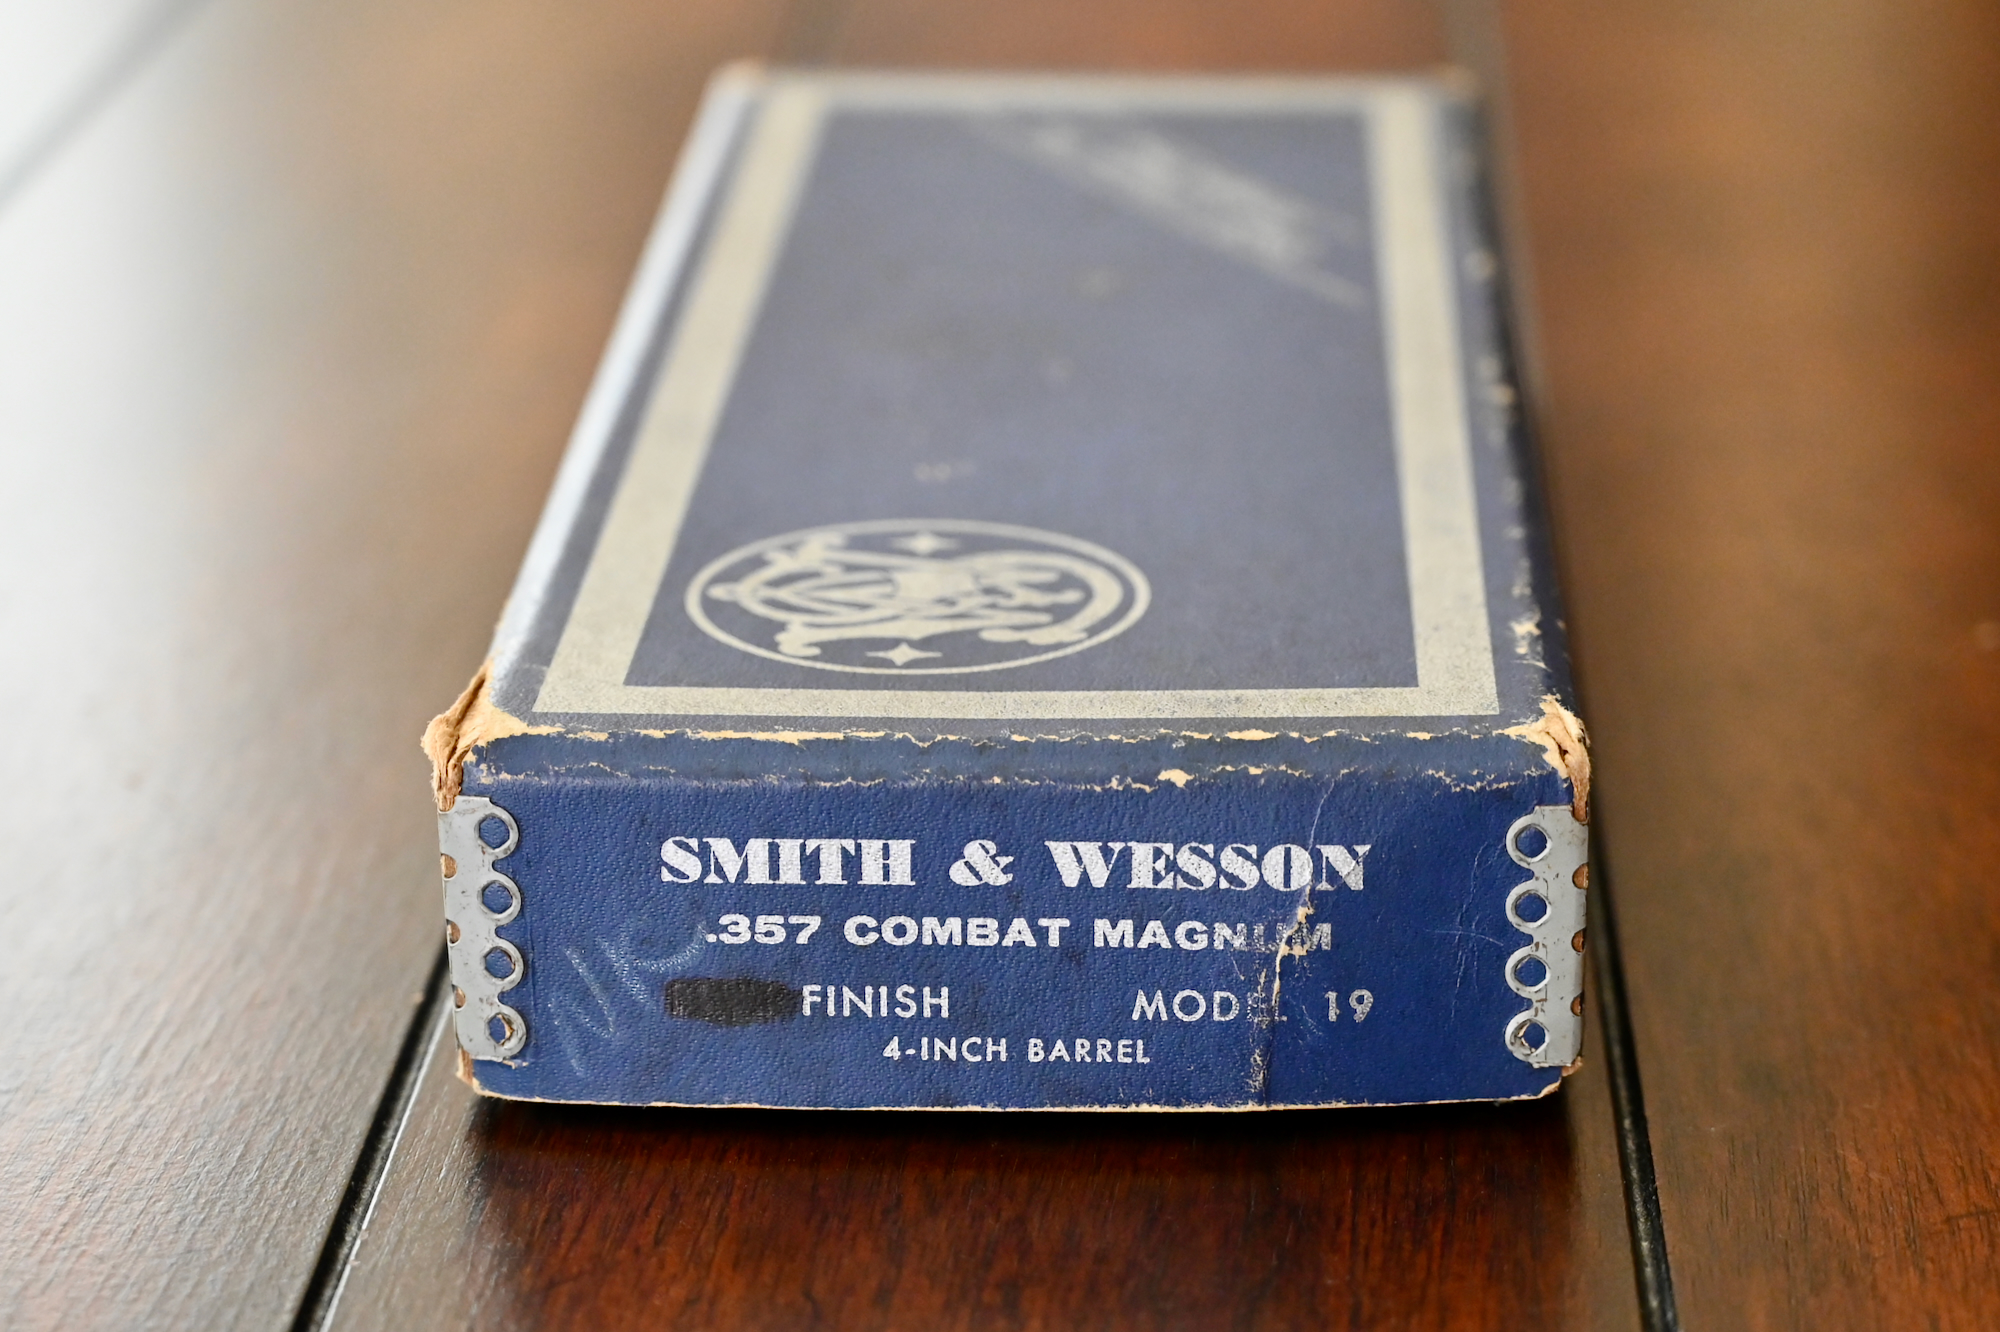 SMITH & WESSON
.357 COMBAT MAGNUM
FINISH MODEL 19
4-INCH BARREL